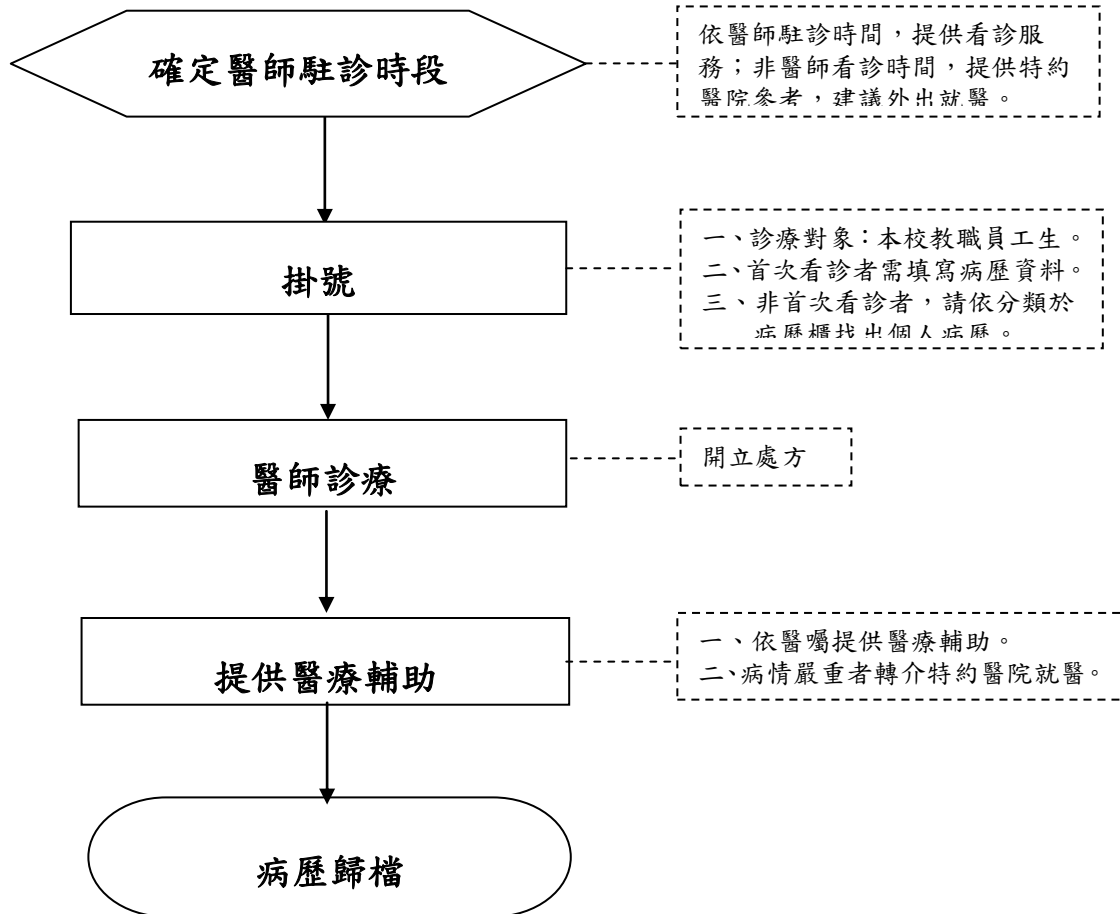 確定醫師駐診時段
依醫師駐診時間，提供看診服
務；非醫師看診時間，提供特約
醫院參考，建議外出就醫。
掛號
一、診療對象：本校教職員工生。
二、首次看診者需填寫病歷資料。
三、非首次看診者，請依分類於
病歷櫃找出個人病歷。
醫師診療
開立處方
提供醫療輔助
一、依醫囑提供醫療輔助。
二、病情嚴重者轉介特約醫院就醫。
病歷歸檔